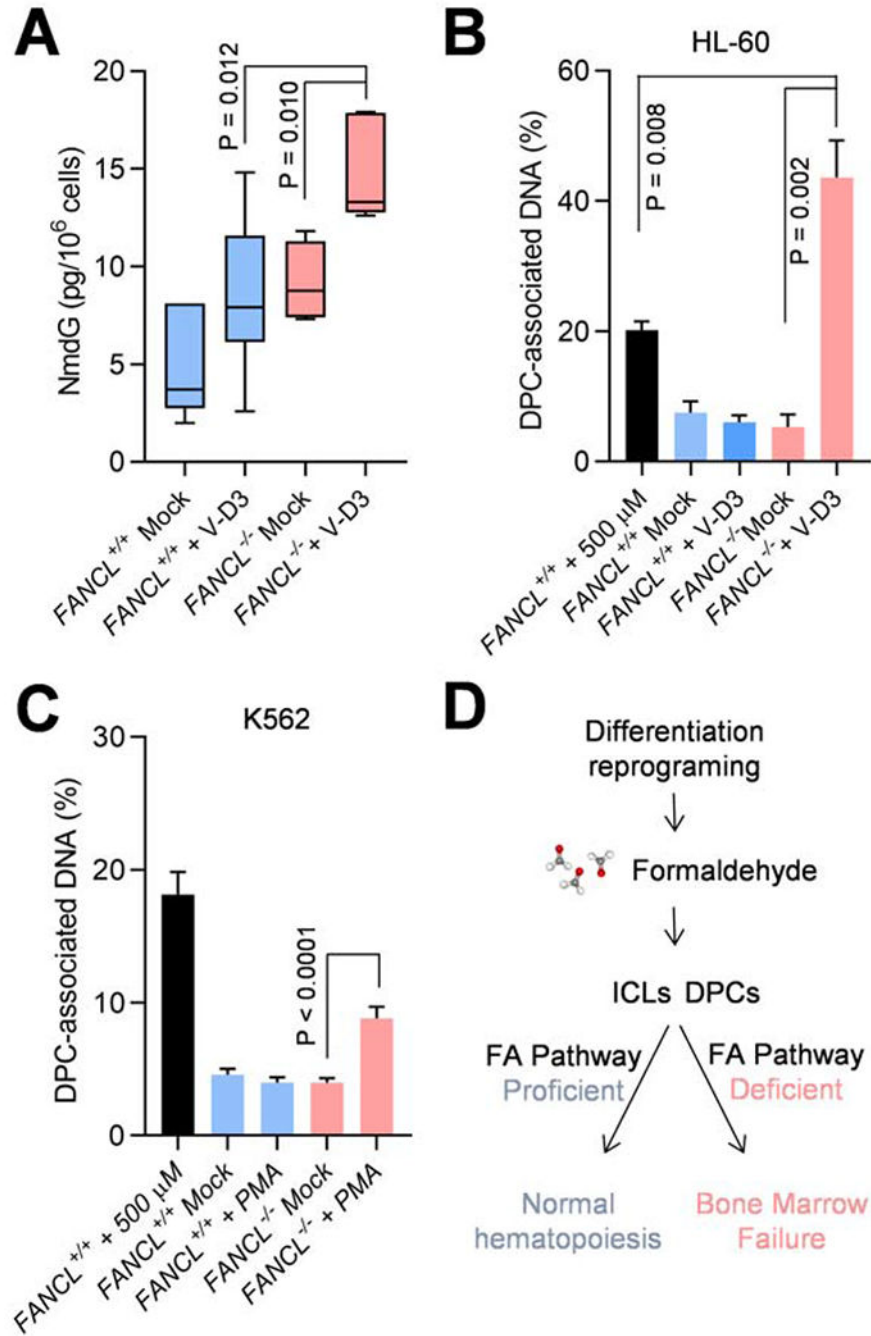 A
NmdG (pg/10⁶ cells)
20
15
10
5
0
P = 0.012
P = 0.010
FANCL⁺/⁺ Mock
FANCL⁺/⁺ + V-D3
FANCL⁻/⁻ Mock
FANCL⁻/⁻ + V-D3
B
HL-60
DPC-associated DNA (%)
60
40
20
0
P = 0.008
P = 0.002
FANCL⁺/⁺ + 500 µM
FANCL⁺/⁺ Mock
FANCL⁺/⁺ + V-D3
FANCL⁻/⁻ Mock
FANCL⁻/⁻ + V-D3
C
K562
DPC-associated DNA (%)
30
20
10
0
P < 0.0001
FANCL⁺/⁺ + 500 µM
FANCL⁺/⁺ Mock
FANCL⁺/⁺ + PMA
FANCL⁻/⁻ Mock
FANCL⁻/⁻ + PMA
D
Differentiation
reprograming
Formaldehyde
ICLs DPCs
FA Pathway
Proficient
FA Pathway
Deficient
Normal
hematopoiesis
Bone Marrow
Failure